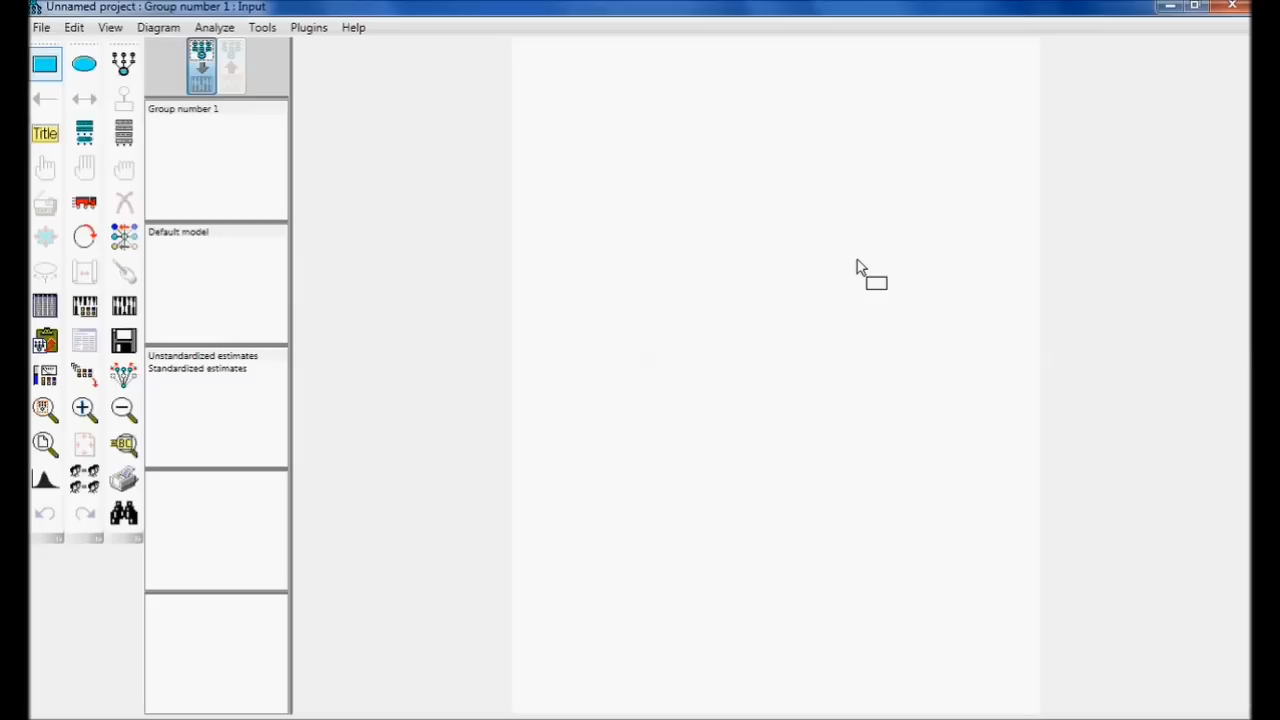 Unnamed project : Group number 1 : Input
File Edit View Diagram Analyze Tools Plugins Help
Title
Group number 1
Default model
Unstandardized estimates
Standardized estimates